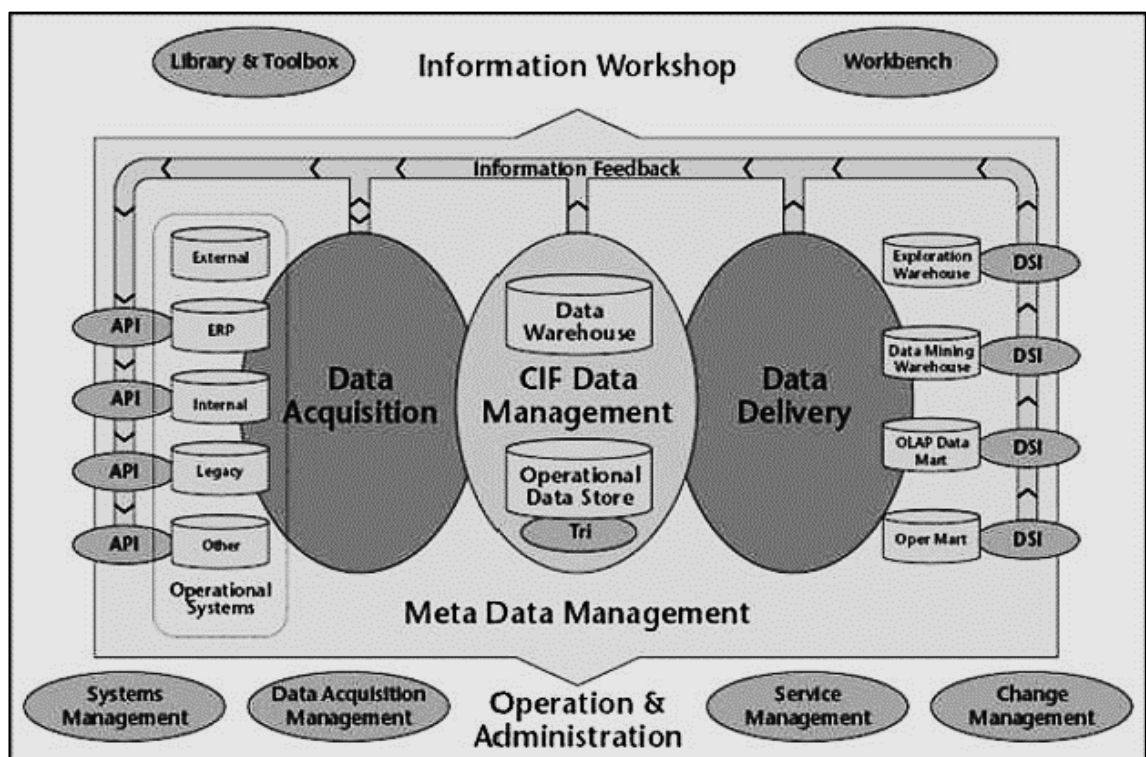 Library & Toolbox
Information Workshop
Workbench
Information Feedback
External
ERP
Internal
Legacy
Other
API
API
API
API
Operational
Systems
Data
Acquisition
Data
Warehouse
CIF Data
Management
Operational
Data Store
Tri
Data
Delivery
Exploration
Warehouse
Data Mining
Warehouse
OLAP Data
Mart
Oper Mart
DSI
DSI
DSI
DSI
Meta Data Management
Systems
Management
Data Acquisition
Management
Operation &
Administration
Service
Management
Change
Management